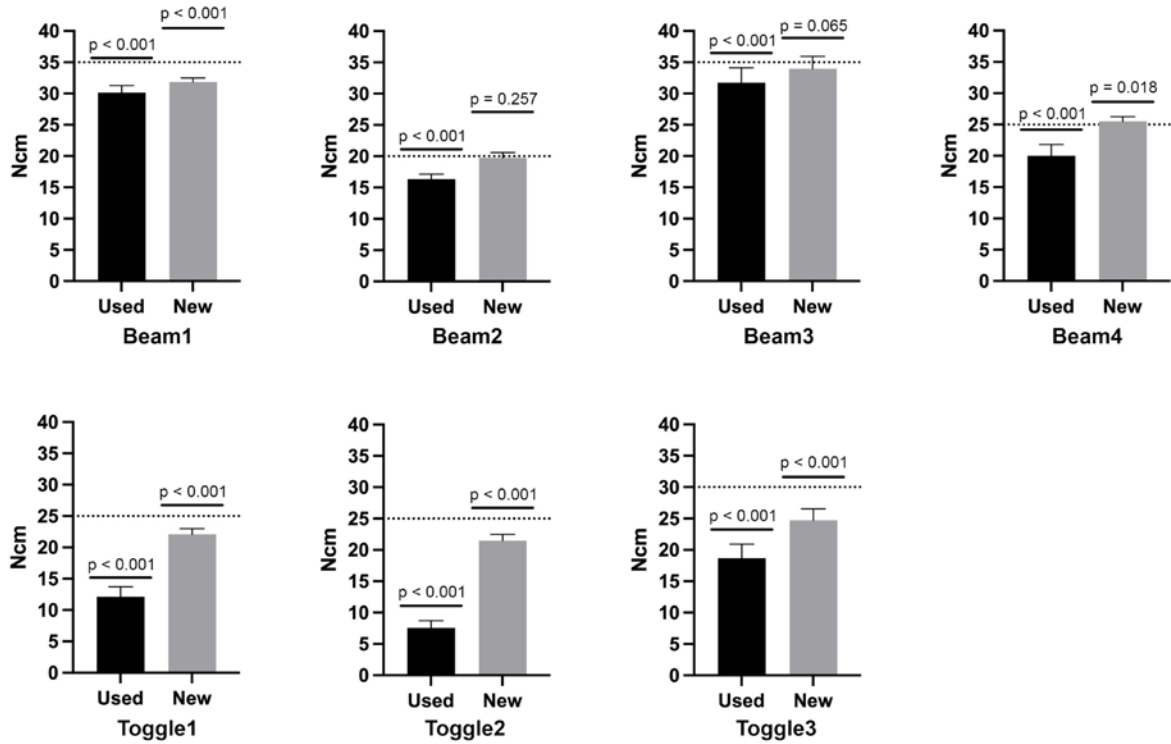 p < 0.001
p < 0.001
40
35
30
25
20
15
10
5
0
Ncm
Used New
Beam1
p < 0.001
p = 0.257
40
35
30
25
20
15
10
5
0
Ncm
Used New
Beam2
p < 0.001
p = 0.065
40
35
30
25
20
15
10
5
0
Ncm
Used New
Beam3
p < 0.001
p = 0.018
40
35
30
25
20
15
10
5
0
Ncm
Used New
Beam4
p < 0.001
p < 0.001
40
35
30
25
20
15
10
5
0
Ncm
Used New
Toggle1
p < 0.001
p < 0.001
40
35
30
25
20
15
10
5
0
Ncm
Used New
Toggle2
p < 0.001
p < 0.001
40
35
30
25
20
15
10
5
0
Ncm
Used New
Toggle3